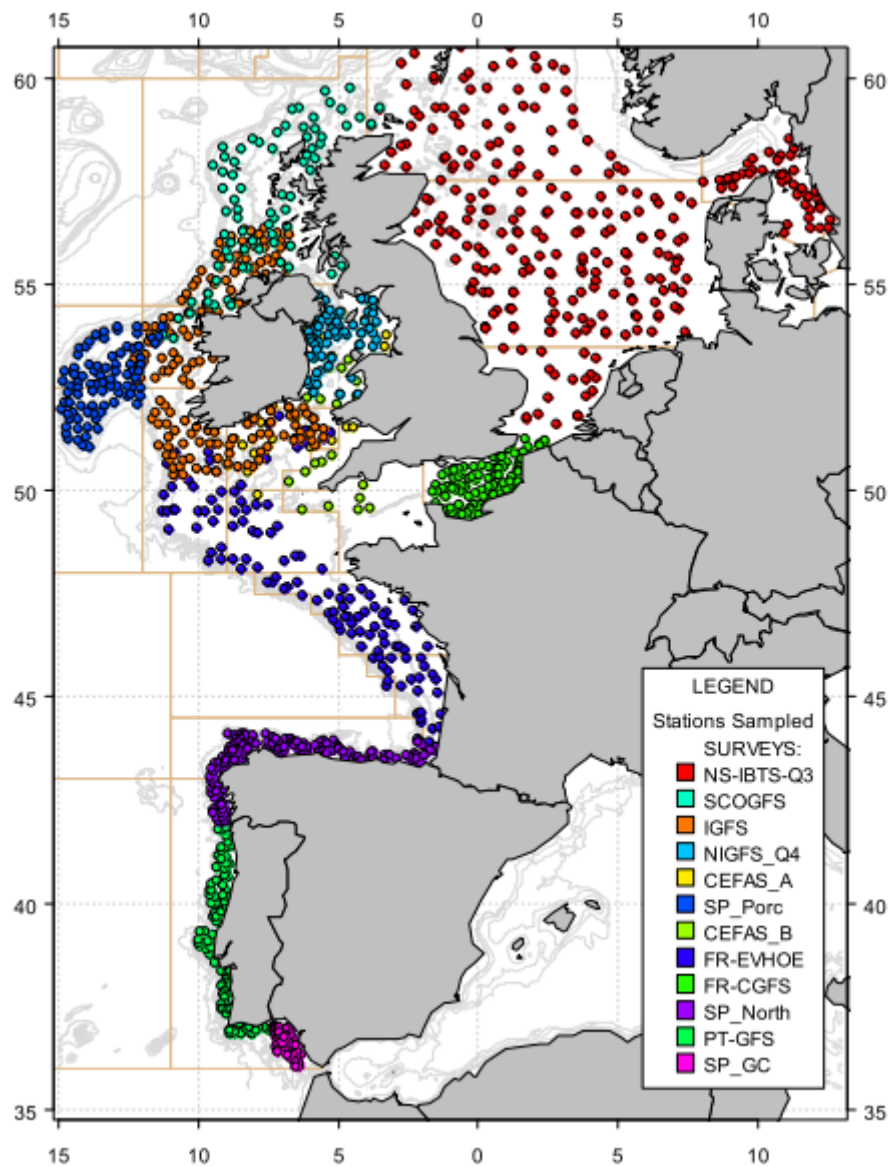 15 10 5 0 5 10
60 60
55 55
50 50
45 45
40 40
35 35
LEGEND
Stations Sampled
SURVEYS:
NS-IBTS-Q3
SCOGFS
IGFS
NIGFS_Q4
CEFAS_A
SP_Porc
CEFAS_B
FR-EVHOE
FR-CGFS
SP_North
PT-GFS
SP_GC
15 10 5 0 5 10